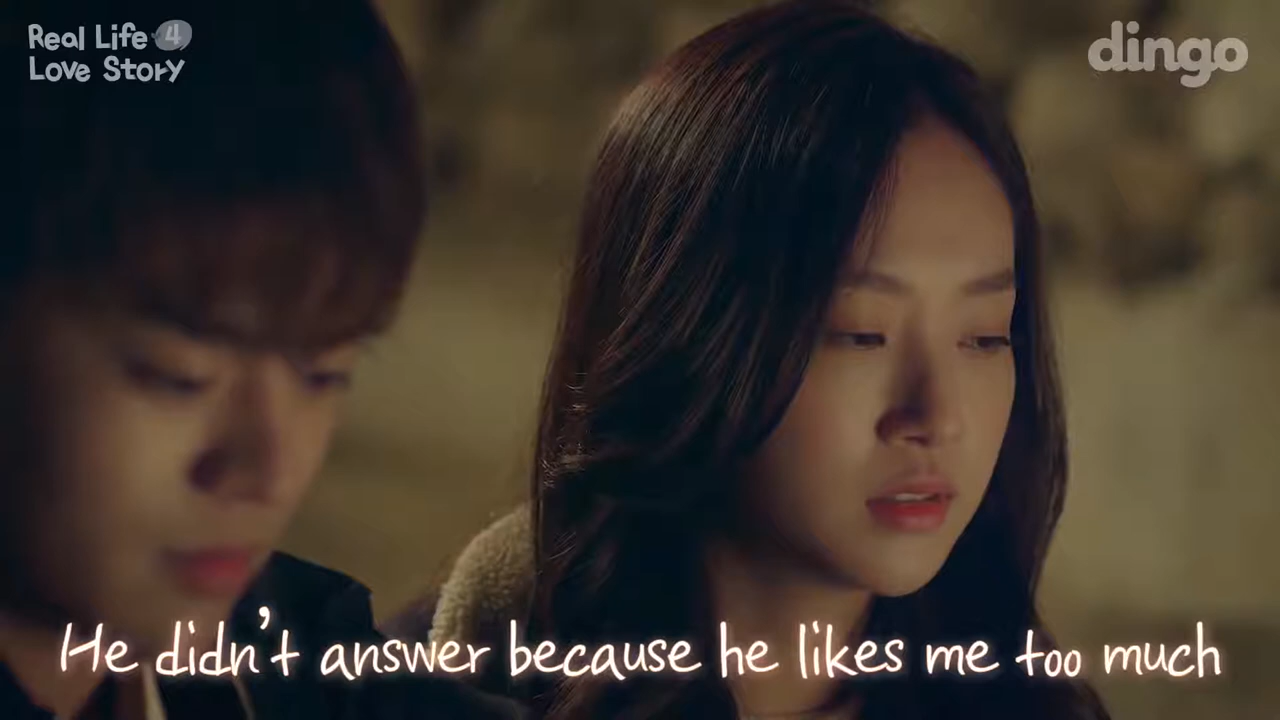 Real Life 4
Love Story
dingo
He didn't answer because he likes me too much